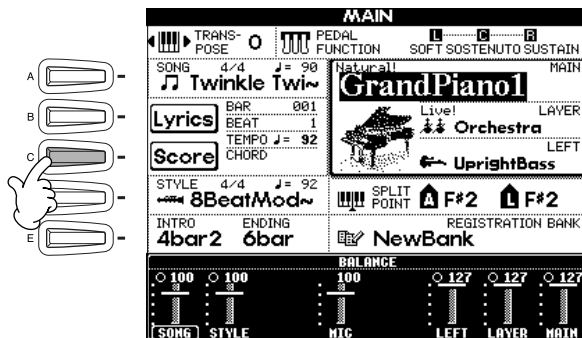 MAIN
TRANS-
POSE 0
PEDAL
FUNCTION
L C R
SOFT SOSTENUTO SUSTAIN
SONG 4/4 ♩= 90
Twinkle Twi~
Natural! MAIN
GrandPiano1
A
B
C
E
Lyrics
BAR 001
BEAT 1
Live! LAYER
Orchestra
Score
TEMPO ♩= 92
CHORD
LEFT
UprightBass
STYLE 4/4 ♩= 92
8BeatMod~
SPLIT
POINT A F#2 L F#2
INTRO ENDING
4bar2 6bar
REGISTRATION BANK
NewBank
BALANCE
100 100 100 127 127 127
SONG STYLE MIC LEFT LAYER MAIN